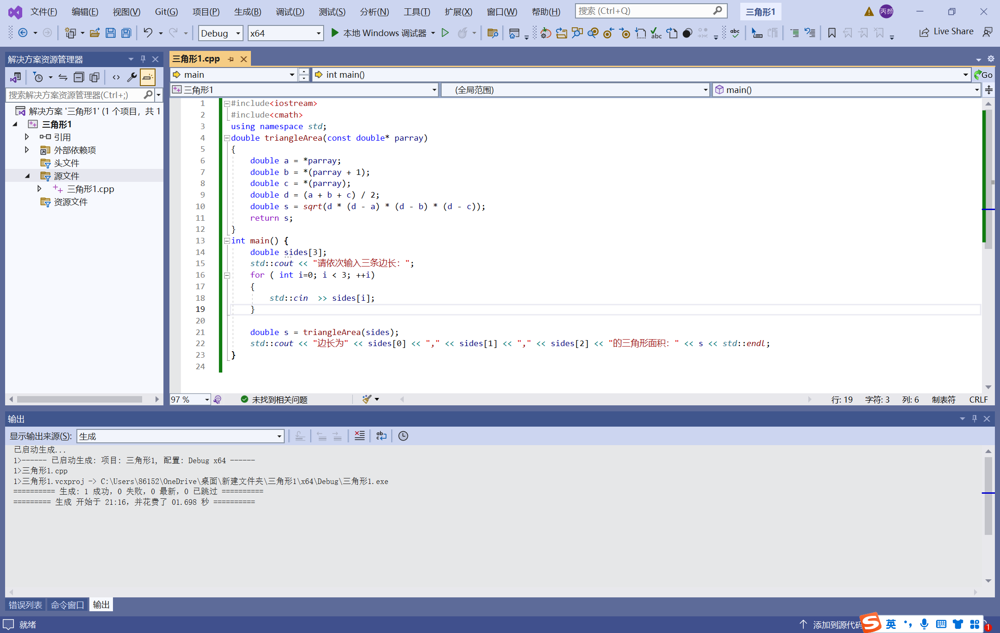 文件(F) 编辑(E) 视图(V) Git(G) 项目(P) 生成(B) 调试(D) 测试(S) 分析(N) 工具(T) 扩展(X) 窗口(W) 帮助(H) 搜索 (Ctrl+Q) 三角形1 丙颜
Debug x64 本地 Windows 调试器 abc abc Live Share
解决方案资源管理器
搜索解决方案资源管理器(Ctrl+;)
解决方案 '三角形1' (1 个项目，共 1
三角形1
引用
外部依赖项
头文件
源文件
三角形1.cpp
资源文件
三角形1.cpp
main int main() Go
三角形1 (全局范围) main()
1 #include<iostream>
2 #include<cmath>
3 using namespace std;
4 double triangleArea(const double* parray)
5 {
6 double a = *parray;
7 double b = *(parray + 1);
8 double c = *(parray);
9 double d = (a + b + c) / 2;
10 double s = sqrt(d * (d - a) * (d - b) * (d - c));
11 return s;
12 }
13 int main() {
14 double sides[3];
15 std::cout << "请依次输入三条边长：";
16 for ( int i=0; i < 3; ++i)
17 {
18 std::cin  >> sides[i];
19 }
20
21 double s = triangleArea(sides);
22 std::cout << "边长为" << sides[0] << "," << sides[1] << "," << sides[2] << "的三角形面积：" << s << std::endl;
23 }
24
97 % 未找到相关问题 行: 19 字符: 3 列: 6 制表符 CRLF
输出
显示输出来源(S): 生成
已启动生成...
1>------ 已启动生成: 项目: 三角形1, 配置: Debug x64 ------
1>三角形1.cpp
1>三角形1.vcxproj -> C:\Users\86152\OneDrive\桌面\新建文件夹\三角形1\x64\Debug\三角形1.exe
========== 生成: 1 成功，0 失败，0 最新，0 已跳过 ==========
========= 生成 开始于 21:16，并花费了 01.698 秒 ==========
错误列表 命令窗口 输出
就绪 添加到源代码 英 1